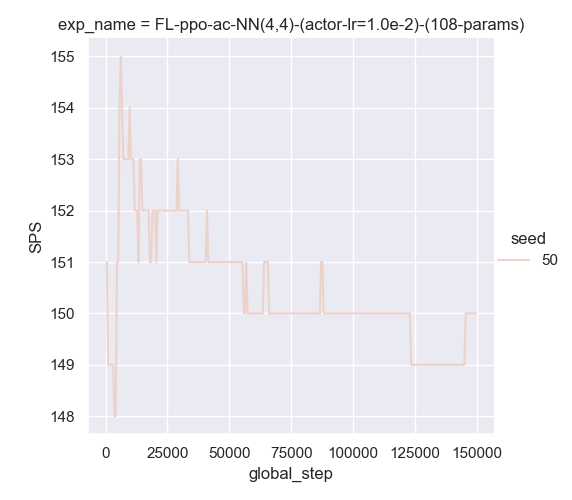 exp_name = FL-ppo-ac-NN(4,4)-(actor-lr=1.0e-2)-(108-params)
155
154
153
152
151
150
149
148
SPS
0 25000 50000 75000 100000 125000 150000
global_step
seed
50